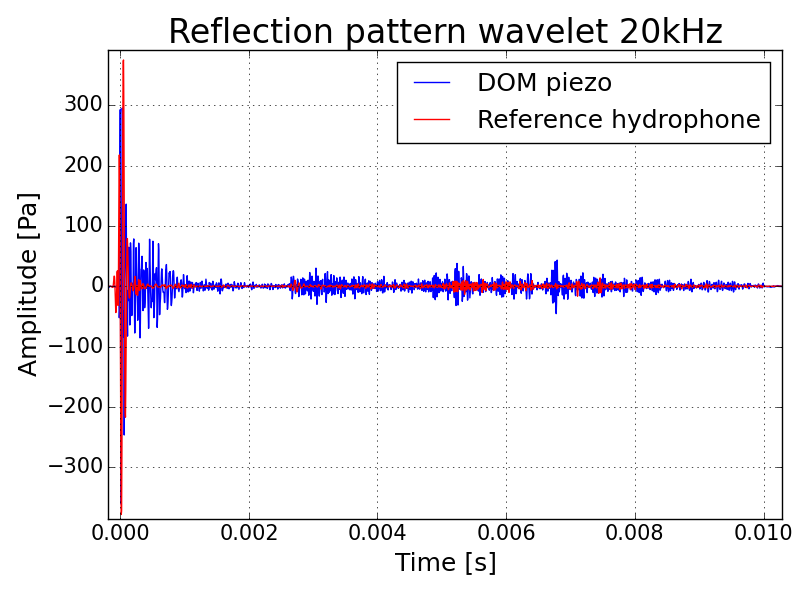 Reflection pattern wavelet 20kHz
DOM piezo
Reference hydrophone
Amplitude [Pa]
300
200
100
0
−100
−200
−300
0.000 0.002 0.004 0.006 0.008 0.010
Time [s]